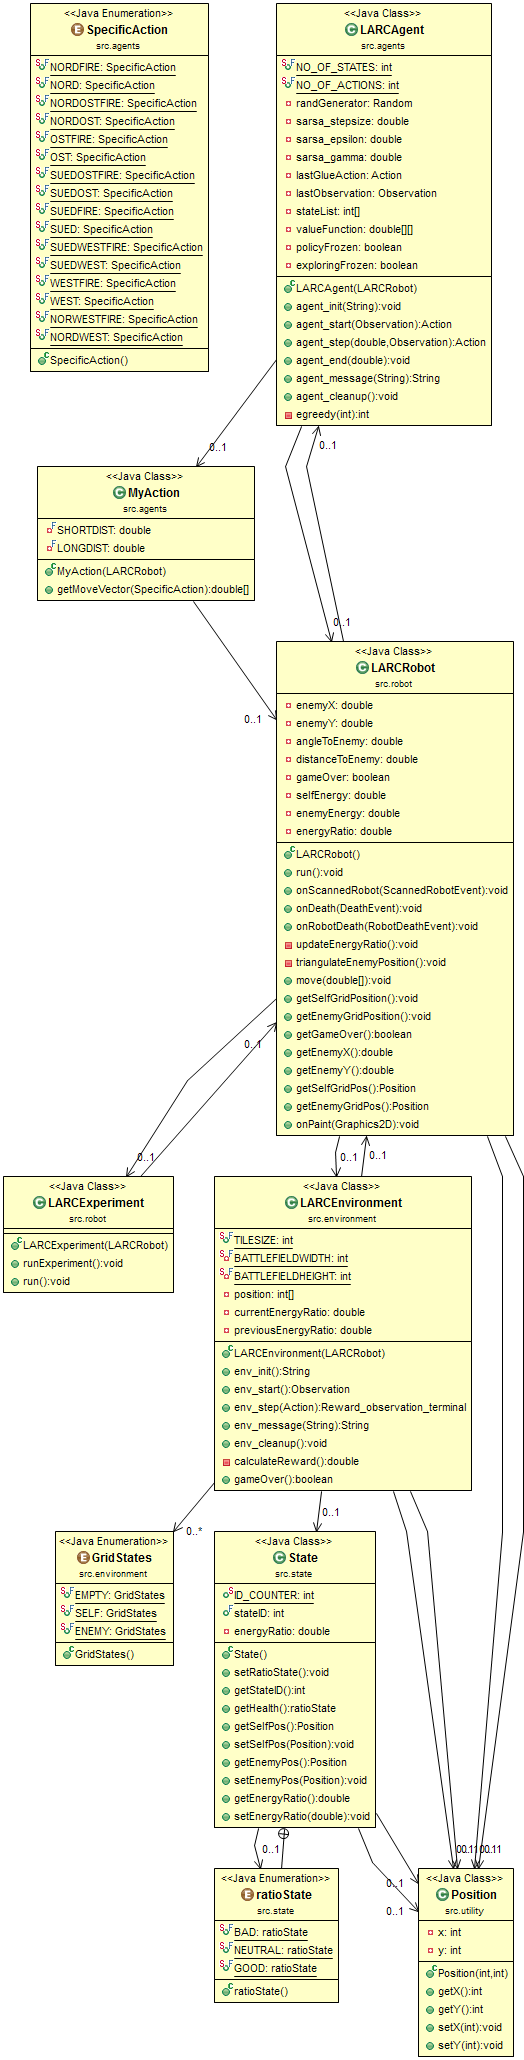 <<Java Enumeration>>
SpecificAction
src.agents
NORDFIRE: SpecificAction
NORD: SpecificAction
NORDOSTFIRE: SpecificAction
NORDOST: SpecificAction
OSTFIRE: SpecificAction
OST: SpecificAction
SUEDOSTFIRE: SpecificAction
SUEDOST: SpecificAction
SUEDFIRE: SpecificAction
SUED: SpecificAction
SUEDWESTFIRE: SpecificAction
SUEDWEST: SpecificAction
WESTFIRE: SpecificAction
WEST: SpecificAction
NORWESTFIRE: SpecificAction
NORDWEST: SpecificAction
SpecificAction()
<<Java Class>>
LARCAgent
src.agents
NO_OF_STATES: int
NO_OF_ACTIONS: int
randGenerator: Random
sarsa_stepsize: double
sarsa_epsilon: double
sarsa_gamma: double
lastGlueAction: Action
lastObservation: Observation
stateList: int[]
valueFunction: double[][]
policyFrozen: boolean
exploringFrozen: boolean
LARCAgent(LARCRobot)
agent_init(String):void
agent_start(Observation):Action
agent_step(double,Observation):Action
agent_end(double):void
agent_message(String):String
agent_cleanup():void
egreedy(int):int
0..1
0..1
<<Java Class>>
MyAction
src.agents
SHORTDIST: double
LONGDIST: double
MyAction(LARCRobot)
getMoveVector(SpecificAction):double[]
0..1
0..1
<<Java Class>>
LARCRobot
src.robot
enemyX: double
enemyY: double
angleToEnemy: double
distanceToEnemy: double
gameOver: boolean
selfEnergy: double
enemyEnergy: double
energyRatio: double
LARCRobot()
run():void
onScannedRobot(ScannedRobotEvent):void
onDeath(DeathEvent):void
onRobotDeath(RobotDeathEvent):void
updateEnergyRatio():void
triangulateEnemyPosition():void
move(double[]):void
getSelfGridPosition():void
getEnemyGridPosition():void
getGameOver():boolean
getEnemyX():double
getEnemyY():double
getSelfGridPos():Position
getEnemyGridPos():Position
onPaint(Graphics2D):void
0..1
0..1
0..1
0..1
<<Java Class>>
LARCExperiment
src.robot
LARCExperiment(LARCRobot)
runExperiment():void
run():void
<<Java Class>>
LARCEnvironment
src.environment
TILESIZE: int
BATTLEFIELDWIDTH: int
BATTLEFIELDHEIGHT: int
position: int[]
currentEnergyRatio: double
previousEnergyRatio: double
LARCEnvironment(LARCRobot)
env_init():String
env_start():Observation
env_step(Action):Reward_observation_terminal
env_message(String):String
env_cleanup():void
calculateReward():double
gameOver():boolean
0..*
0..1
<<Java Enumeration>>
GridStates
src.environment
EMPTY: GridStates
SELF: GridStates
ENEMY: GridStates
GridStates()
<<Java Class>>
State
src.state
ID_COUNTER: int
stateID: int
energyRatio: double
State()
setRatioState():void
getStateID():int
getHealth():ratioState
getSelfPos():Position
setSelfPos(Position):void
getEnemyPos():Position
setEnemyPos(Position):void
getEnergyRatio():double
setEnergyRatio(double):void
0..1
0..1
0..1
<<Java Enumeration>>
ratioState
src.state
BAD: ratioState
NEUTRAL: ratioState
GOOD: ratioState
ratioState()
<<Java Class>>
Position
src.utility
x: int
y: int
Position(int,int)
getX():int
getY():int
setX(int):void
setY(int):void